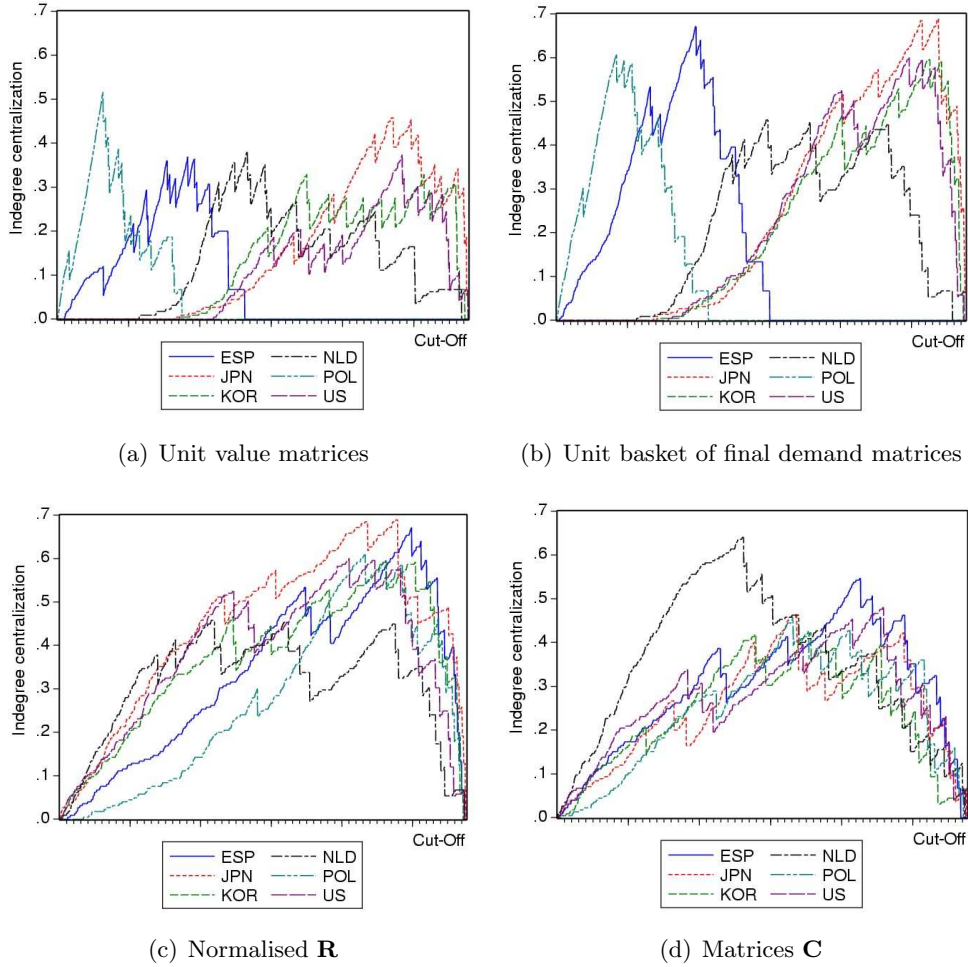 .7
.6
.5
.4
.3
.2
.1
.0
Indegree centralization
Cut-Off
ESP NLD
JPN POL
KOR US
(a) Unit value matrices
.7
.6
.5
.4
.3
.2
.1
.0
Indegree centralization
Cut-Off
ESP NLD
JPN POL
KOR US
(b) Unit basket of final demand matrices
.7
.6
.5
.4
.3
.2
.1
.0
Indegree centralization
Cut-Off
ESP NLD
JPN POL
KOR US
(c) Normalised R
.7
.6
.5
.4
.3
.2
.1
.0
Indegree centralization
Cut-Off
ESP NLD
JPN POL
KOR US
(d) Matrices C